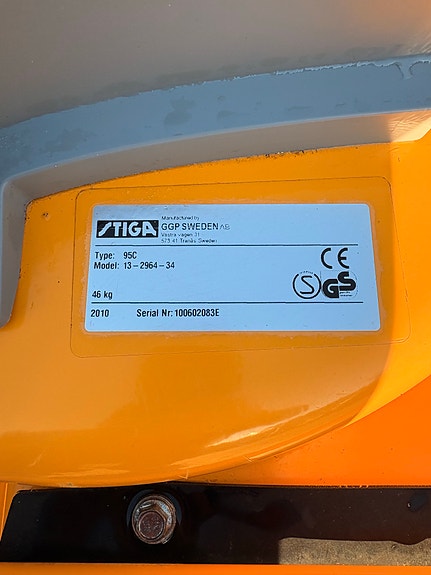 STIGA
Manufactured by
GGP SWEDEN AB
Västra vägen 31
573 41 Tranås Sweden
Type: 95C
Model: 13-2964-34
CE
46 kg
S GS
2010 Serial Nr: 100602083E